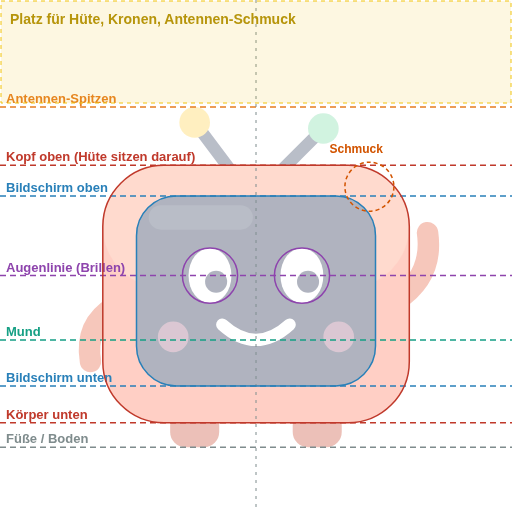 Platz für Hüte, Kronen, Antennen-Schmuck
Antennen-Spitzen
Schmuck
Kopf oben (Hüte sitzen darauf)
Bildschirm oben
Augenlinie (Brillen)
Mund
Bildschirm unten
Körper unten
Füße / Boden